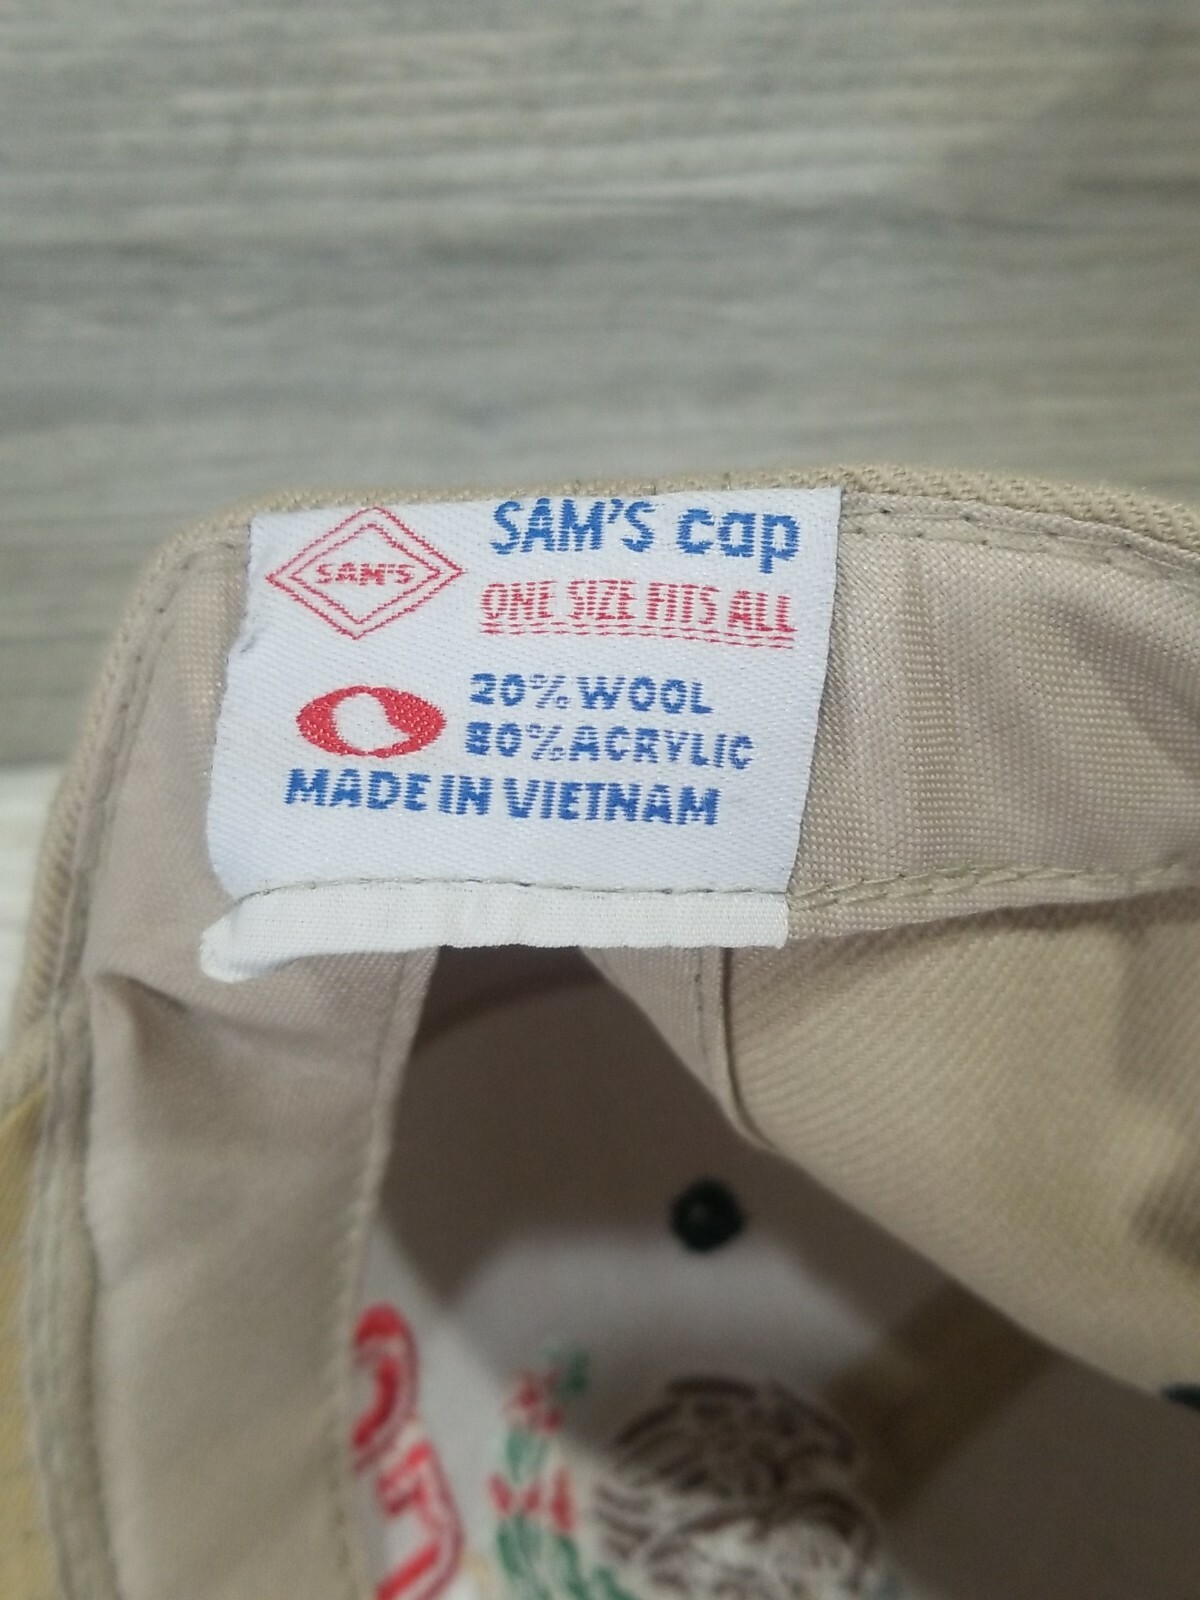 SAM'S
SAM'S cap
ONE SIZE FITS ALL
20% WOOL
80% ACRYLIC
MADE IN VIETNAM